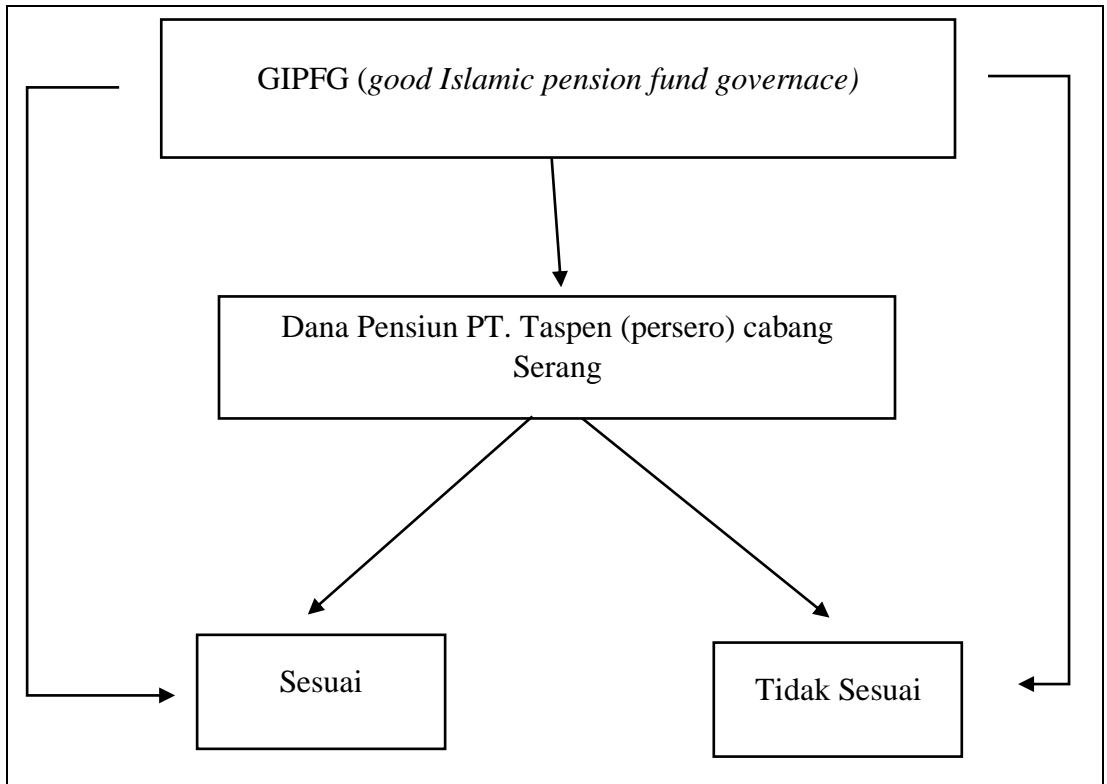 GIPFG (good Islamic pension fund governace)
Dana Pensiun PT. Taspen (persero) cabang
Serang
Sesuai
Tidak Sesuai